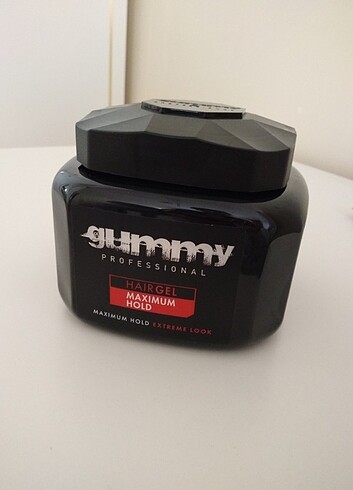 gummy
PROFESSIONAL
HAIRGEL
MAXIMUM
HOLD
MAXIMUM HOLD EXTREME LOOK